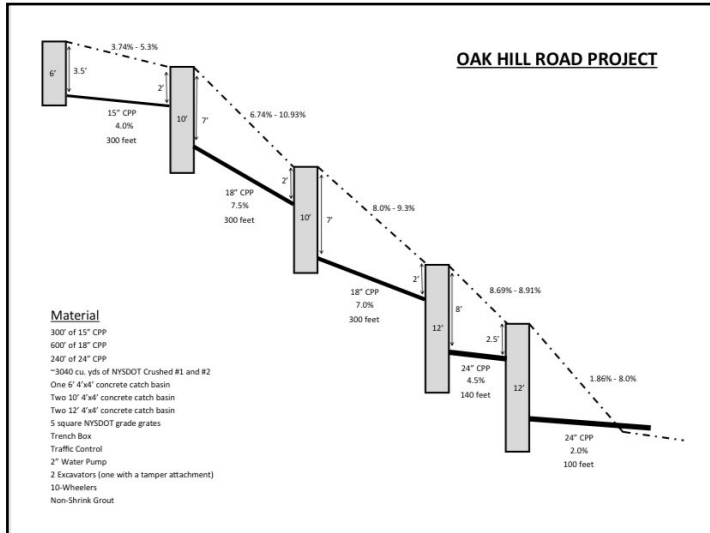 OAK HILL ROAD PROJECT
3.74% - 5.3%
6’
3.5’
2’
15” CPP
4.0%
300 feet
10’
7’
6.74% - 10.93%
2’
18” CPP
7.5%
300 feet
10’
7’
8.0% - 9.3%
2’
18” CPP
7.0%
300 feet
12’
8’
8.69% - 8.91%
2.5’
24” CPP
4.5%
140 feet
12’
1.86% - 8.0%
24” CPP
2.0%
100 feet
Material
300’ of 15” CPP
600’ of 18” CPP
240’ of 24” CPP
~3040 cu. yds of NYSDOT Crushed #1 and #2
One 6’ 4’x4’ concrete catch basin
Two 10’ 4’x4’ concrete catch basin
Two 12’ 4’x4’ concrete catch basin
5 square NYSDOT grade grates
Trench Box
Traffic Control
2” Water Pump
2 Excavators (one with a tamper attachment)
10-Wheelers
Non-Shrink Grout